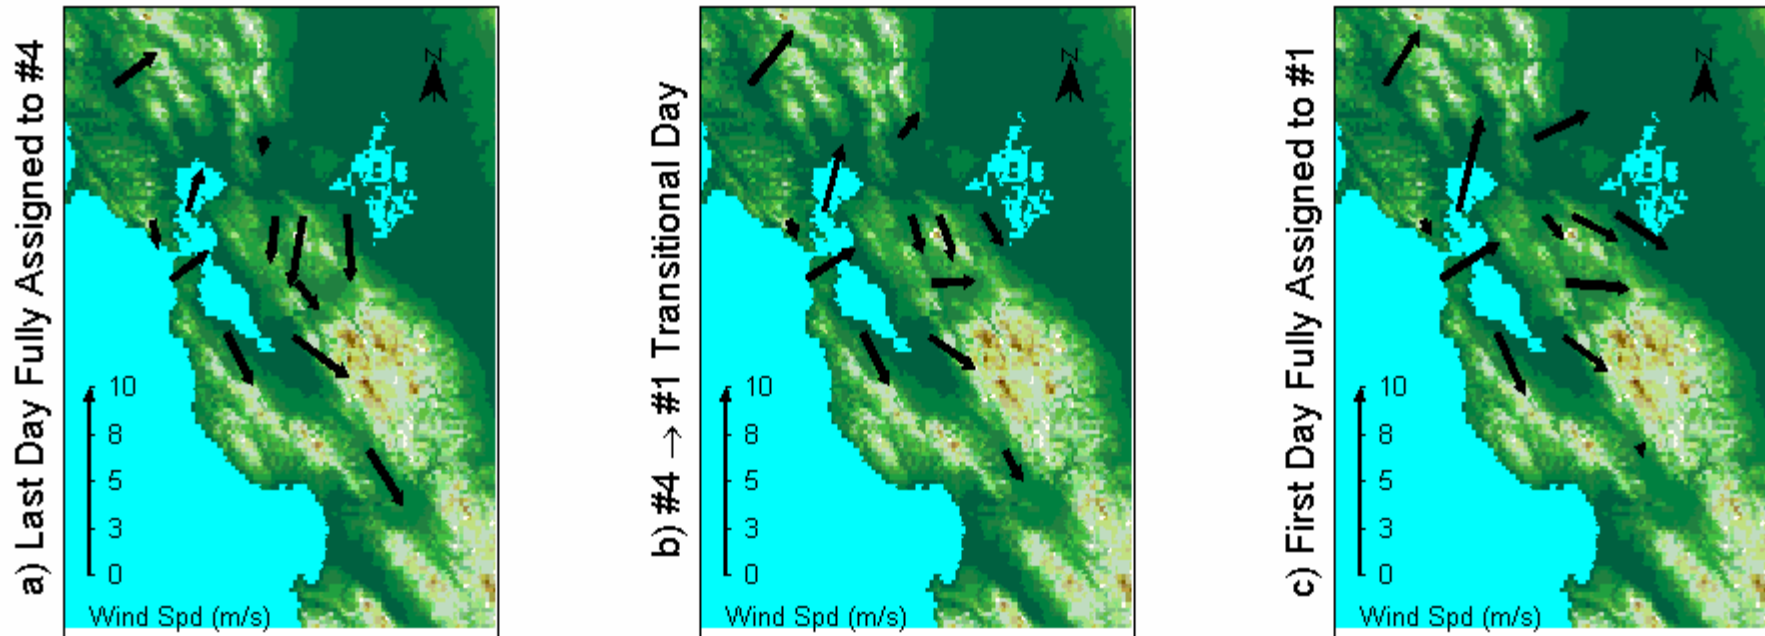 a) Last Day Fully Assigned to #4
N
10
8
5
3
0
Wind Spd (m/s)
b) #4 → #1 Transitional Day
N
10
8
5
3
0
Wind Spd (m/s)
c) First Day Fully Assigned to #1
N
10
8
5
3
0
Wind Spd (m/s)